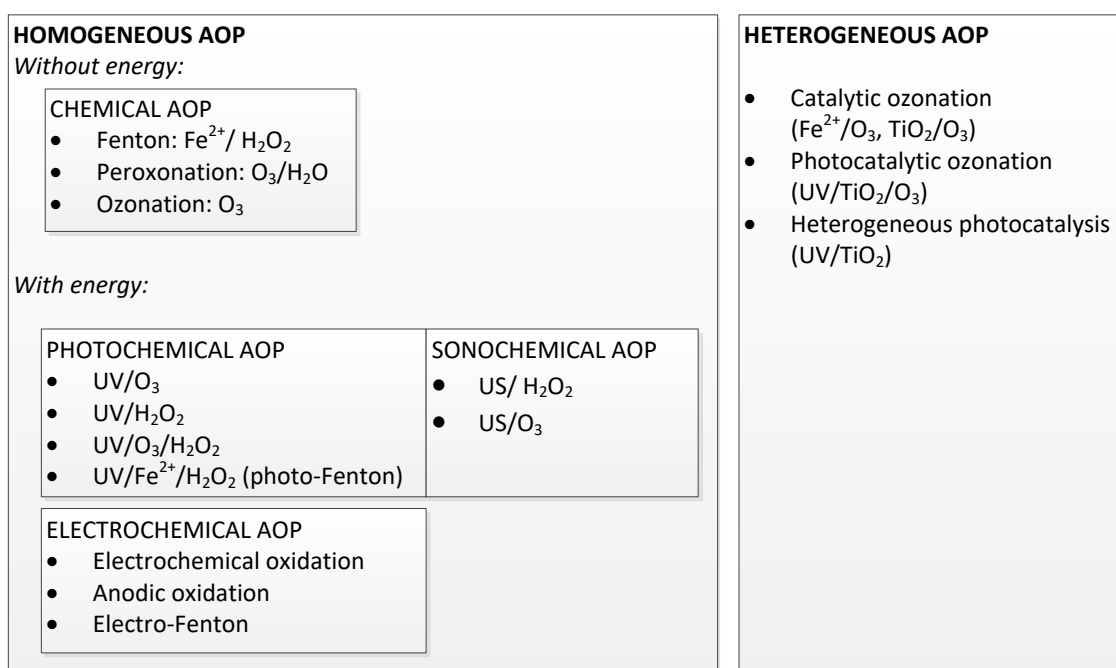 HOMOGENEOUS AOP
Without energy:
CHEMICAL AOP
• Fenton: Fe²⁺/ H₂O₂
• Peroxonation: O₃/H₂O
• Ozonation: O₃
With energy:
PHOTOCHEMICAL AOP
• UV/O₃
• UV/H₂O₂
• UV/O₃/H₂O₂
• UV/Fe²⁺/H₂O₂ (photo-Fenton)
SONOCHEMICAL AOP
• US/ H₂O₂
• US/O₃
ELECTROCHEMICAL AOP
• Electrochemical oxidation
• Anodic oxidation
• Electro-Fenton
HETEROGENEOUS AOP
• Catalytic ozonation
(Fe²⁺/O₃, TiO₂/O₃)
• Photocatalytic ozonation
(UV/TiO₂/O₃)
• Heterogeneous photocatalysis
(UV/TiO₂)